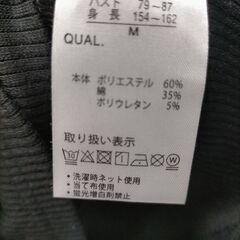 バスト 79～87
身 長 154～162
M
QUAL.
本体 ポリエステル 60%
綿 35%
ポリウレタン 5%
取り扱い表示
・洗濯時ネット使用
・当て布使用
・蛍光増白剤禁止